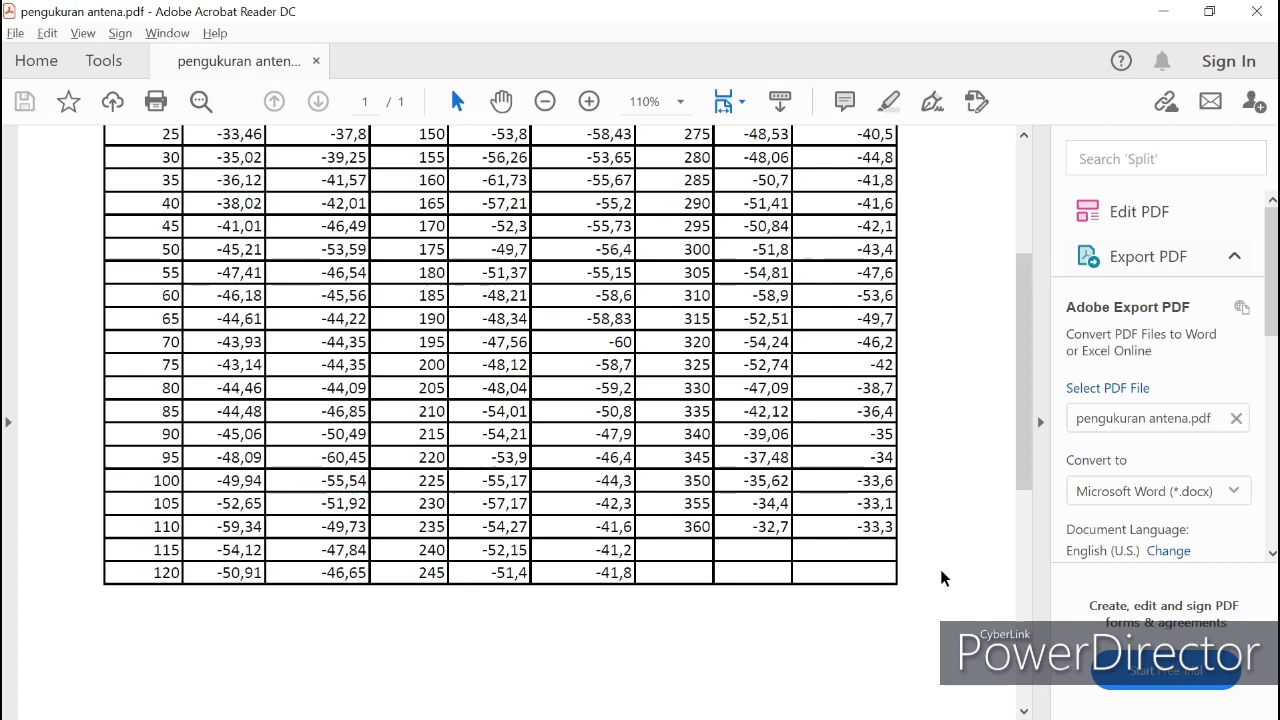 pengukuran antena.pdf - Adobe Acrobat Reader DC
File Edit View Sign Window Help
Home Tools pengukuran anten... × Sign In
1 / 1 110%
25 -33,46 -37,8 150 -53,8 -58,43 275 -48,53 -40,5
30 -35,02 -39,25 155 -56,26 -53,65 280 -48,06 -44,8
35 -36,12 -41,57 160 -61,73 -55,67 285 -50,7 -41,8
40 -38,02 -42,01 165 -57,21 -55,2 290 -51,41 -41,6
45 -41,01 -46,49 170 -52,3 -55,73 295 -50,84 -42,1
50 -45,21 -53,59 175 -49,7 -56,4 300 -51,8 -43,4
55 -47,41 -46,54 180 -51,37 -55,15 305 -54,81 -47,6
60 -46,18 -45,56 185 -48,21 -58,6 310 -58,9 -53,6
65 -44,61 -44,22 190 -48,34 -58,83 315 -52,51 -49,7
70 -43,93 -44,35 195 -47,56 -60 320 -54,24 -46,2
75 -43,14 -44,35 200 -48,12 -58,7 325 -52,74 -42
80 -44,46 -44,09 205 -48,04 -59,2 330 -47,09 -38,7
85 -44,48 -46,85 210 -54,01 -50,8 335 -42,12 -36,4
90 -45,06 -50,49 215 -54,21 -47,9 340 -39,06 -35
95 -48,09 -60,45 220 -53,9 -46,4 345 -37,48 -34
100 -49,94 -55,54 225 -55,17 -44,3 350 -35,62 -33,6
105 -52,65 -51,92 230 -57,17 -42,3 355 -34,4 -33,1
110 -59,34 -49,73 235 -54,27 -41,6 360 -32,7 -33,3
115 -54,12 -47,84 240 -52,15 -41,2
120 -50,91 -46,65 245 -51,4 -41,8
Search 'Split'
Edit PDF
Export PDF
Adobe Export PDF
Convert PDF Files to Word
or Excel Online
Select PDF File
pengukuran antena.pdf
Convert to
Microsoft Word (*.docx)
Document Language:
English (U.S.) Change
Create, edit and sign PDF
forms & agreements
Start Free Trial
CyberLink
PowerDirector